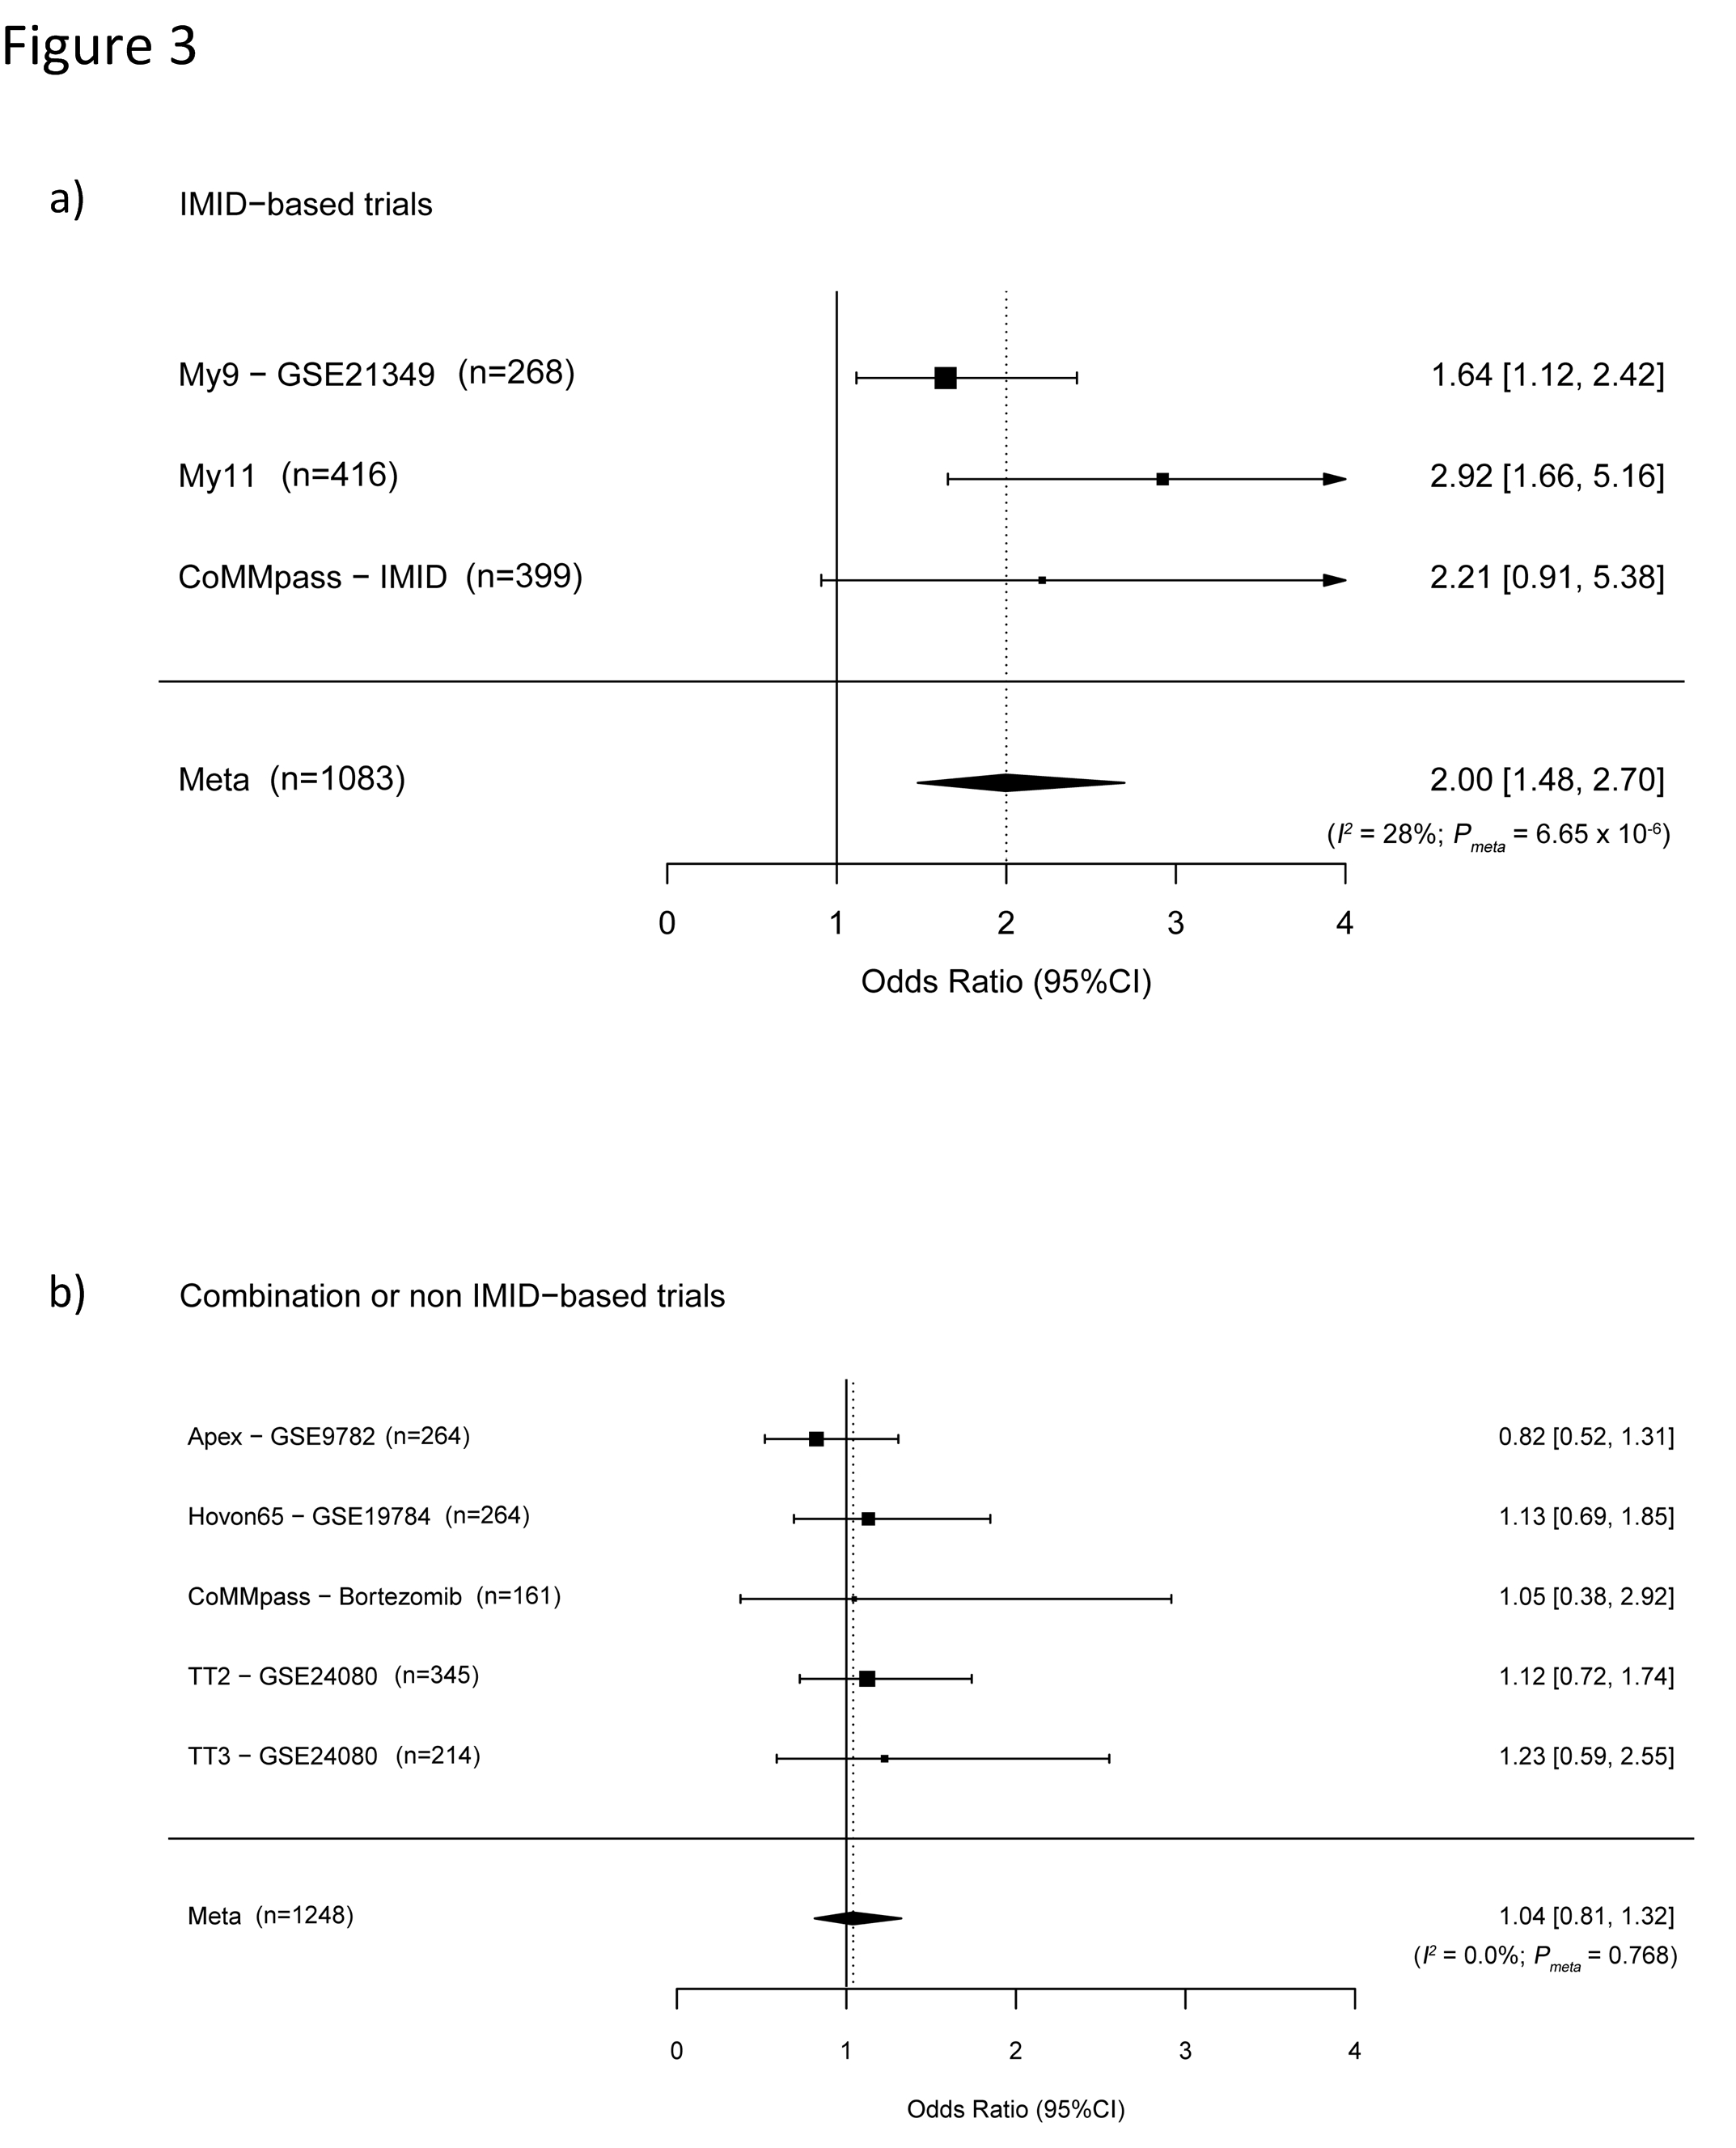 Figure 3
a) IMID−based trials
My9 − GSE21349 (n=268) 1.64 [1.12, 2.42]
My11 (n=416) 2.92 [1.66, 5.16]
CoMMpass − IMID (n=399) 2.21 [0.91, 5.38]
Meta (n=1083) 2.00 [1.48, 2.70]
(I² = 28%; Pmeta = 6.65 x 10⁻⁶)
0 1 2 3 4
Odds Ratio (95%CI)
b) Combination or non IMID−based trials
Apex − GSE9782 (n=264) 0.82 [0.52, 1.31]
Hovon65 − GSE19784 (n=264) 1.13 [0.69, 1.85]
CoMMpass − Bortezomib (n=161) 1.05 [0.38, 2.92]
TT2 − GSE24080 (n=345) 1.12 [0.72, 1.74]
TT3 − GSE24080 (n=214) 1.23 [0.59, 2.55]
Meta (n=1248) 1.04 [0.81, 1.32]
(I² = 0.0%; Pmeta = 0.768)
0 1 2 3 4
Odds Ratio (95%CI)